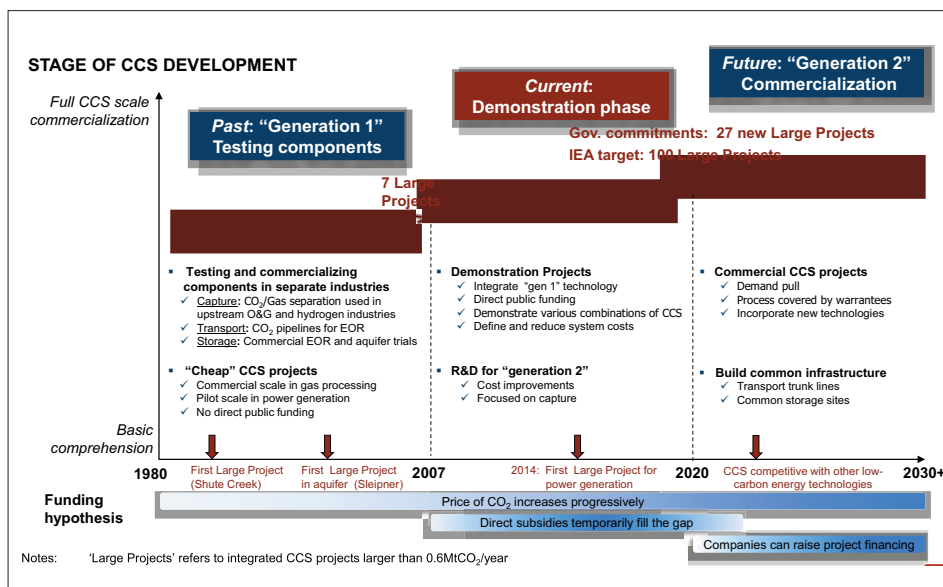 STAGE OF CCS DEVELOPMENT
Full CCS scale
commercialization
Past: “Generation 1”
Testing components
Current:
Demonstration phase
Future: “Generation 2”
Commercialization
Gov. commitments: 27 new Large Projects
IEA target: 100 Large Projects
7 Large
Projects
Testing and commercializing
components in separate industries
Capture: CO2/Gas separation used in
upstream O&G and hydrogen industries
Transport: CO2 pipelines for EOR
Storage: Commercial EOR and aquifer trials
“Cheap” CCS projects
Commercial scale in gas processing
Pilot scale in power generation
No direct public funding
Demonstration Projects
Integrate “gen 1” technology
Direct public funding
Demonstrate various combinations of CCS
Define and reduce system costs
R&D for “generation 2”
Cost improvements
Focused on capture
Commercial CCS projects
Demand pull
Process covered by warrantees
Incorporate new technologies
Build common infrastructure
Transport trunk lines
Common storage sites
Basic
comprehension
1980
First Large Project
(Shute Creek)
First Large Project
in aquifer (Sleipner)
2007
2014: First Large Project for
power generation
2020
CCS competitive with other low-
carbon energy technologies
2030+
Funding
hypothesis
Price of CO2 increases progressively
Direct subsidies temporarily fill the gap
Companies can raise project financing
Notes: ‘Large Projects’ refers to integrated CCS projects larger than 0.6MtCO2/year